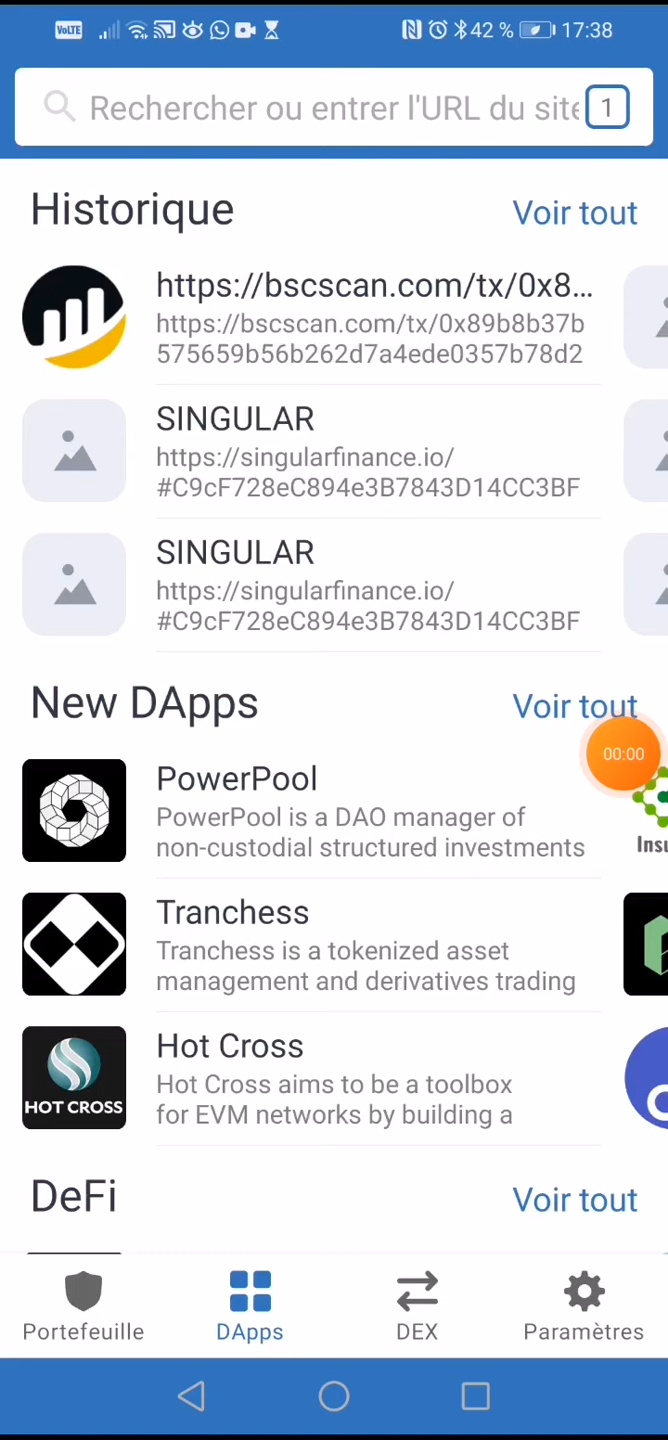 VoLTE 42 % 17:38
Rechercher ou entrer l'URL du site 1
Historique Voir tout
https://bscscan.com/tx/0x8...
https://bscscan.com/tx/0x89b8b37b
575659b56b262d7a4ede0357b78d2
SINGULAR
https://singularfinance.io/
#C9cF728eC894e3B7843D14CC3BF
SINGULAR
https://singularfinance.io/
#C9cF728eC894e3B7843D14CC3BF
New DApps Voir tout
00:00
PowerPool
PowerPool is a DAO manager of
non-custodial structured investments
Insu
Tranchess
Tranchess is a tokenized asset
management and derivatives trading
Hot Cross
Hot Cross aims to be a toolbox
for EVM networks by building a
HOT CROSS
DeFi Voir tout
Portefeuille DApps DEX Paramètres